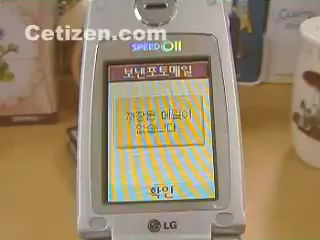 Cetizen.com
SPEED 011
보낸포토메일
저장된 메일이
없습니다
확인
LG